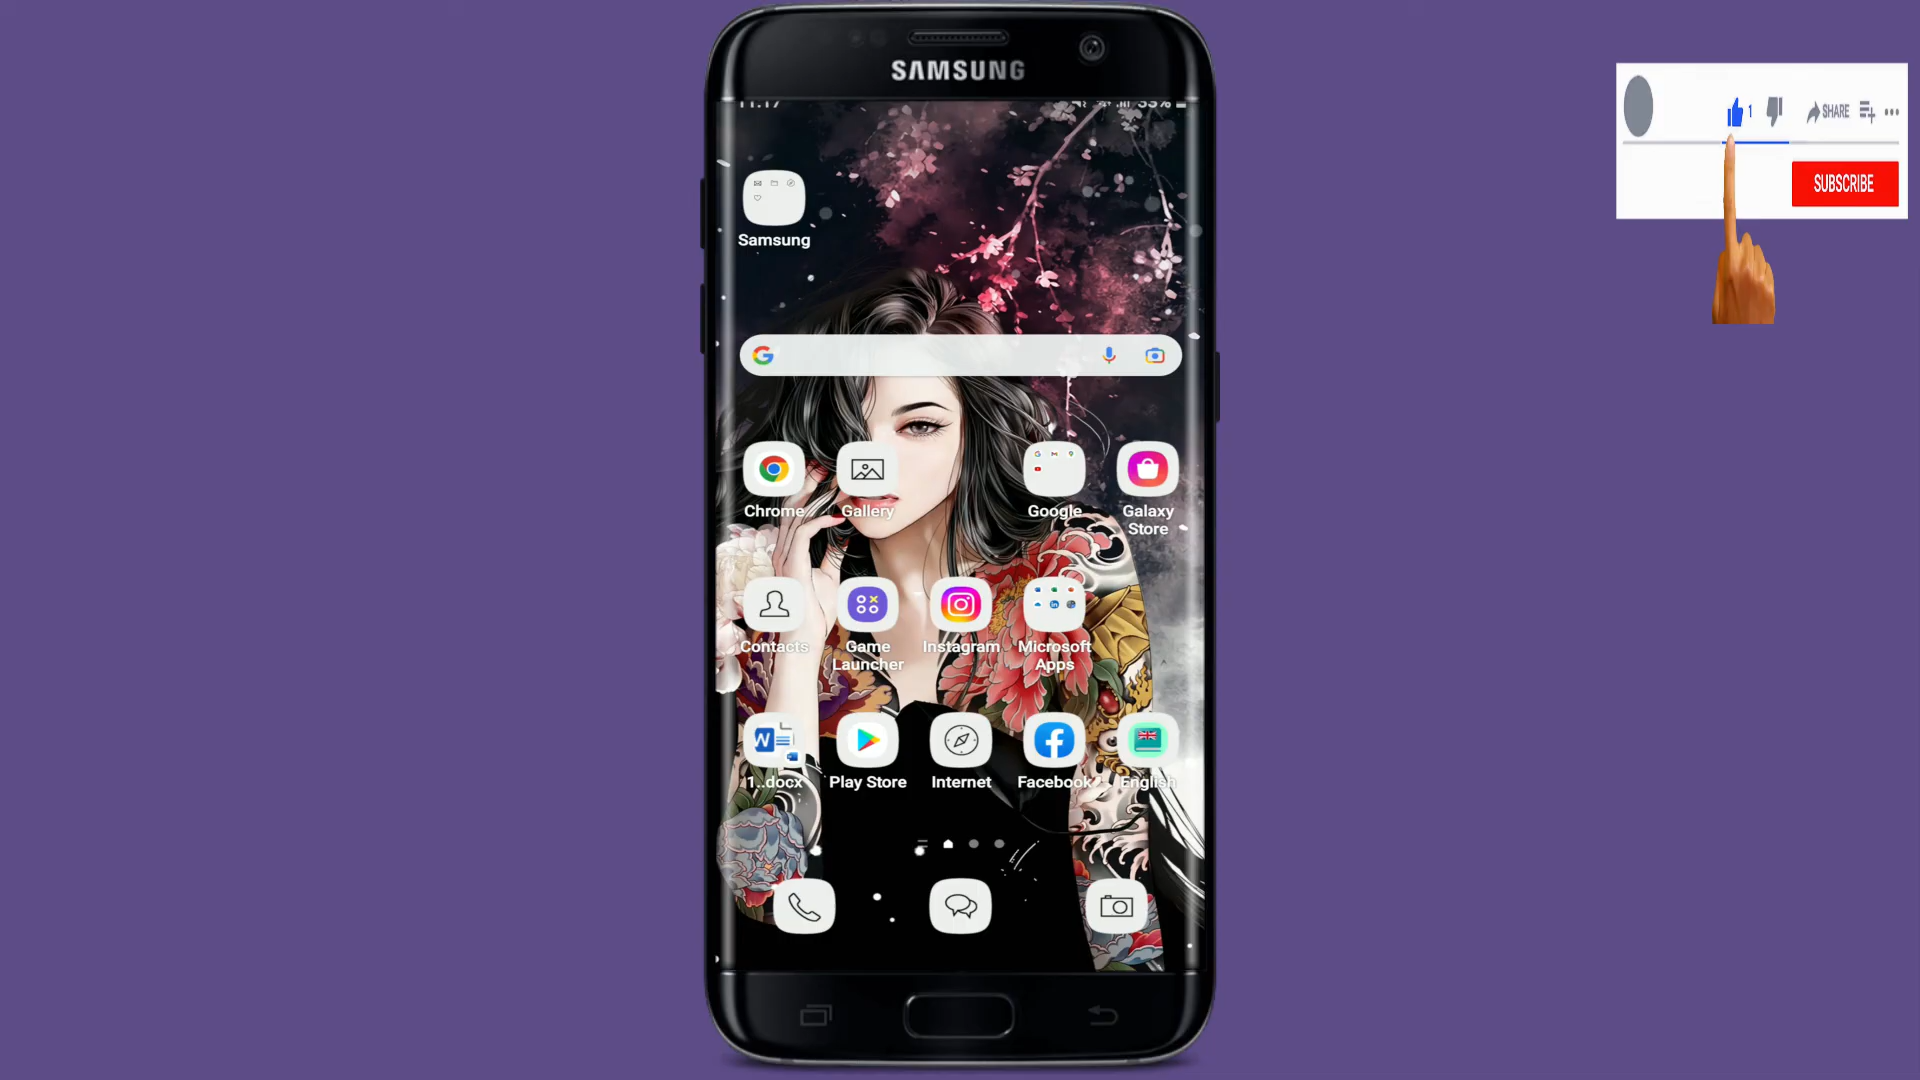 SAMSUNG
1 SHARE
SUBSCRIBE
Samsung
Chrome Gallery Google Galaxy
Store
Contacts Game Instagram Microsoft
Launcher Apps
1..docx Play Store Internet Facebook English